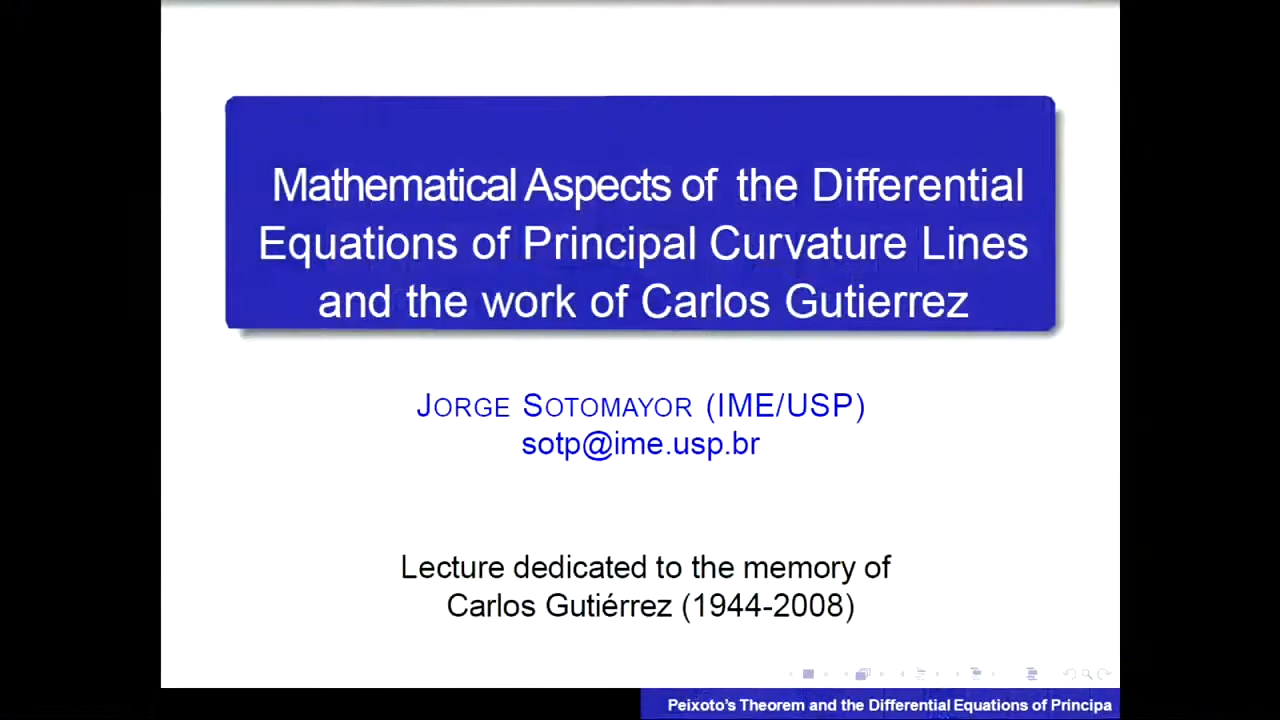 Mathematical Aspects of the Differential
Equations of Principal Curvature Lines
and the work of Carlos Gutierrez
JORGE SOTOMAYOR (IME/USP)
sotp@ime.usp.br
Lecture dedicated to the memory of
Carlos Gutiérrez (1944-2008)
Peixoto's Theorem and the Differential Equations of Principa